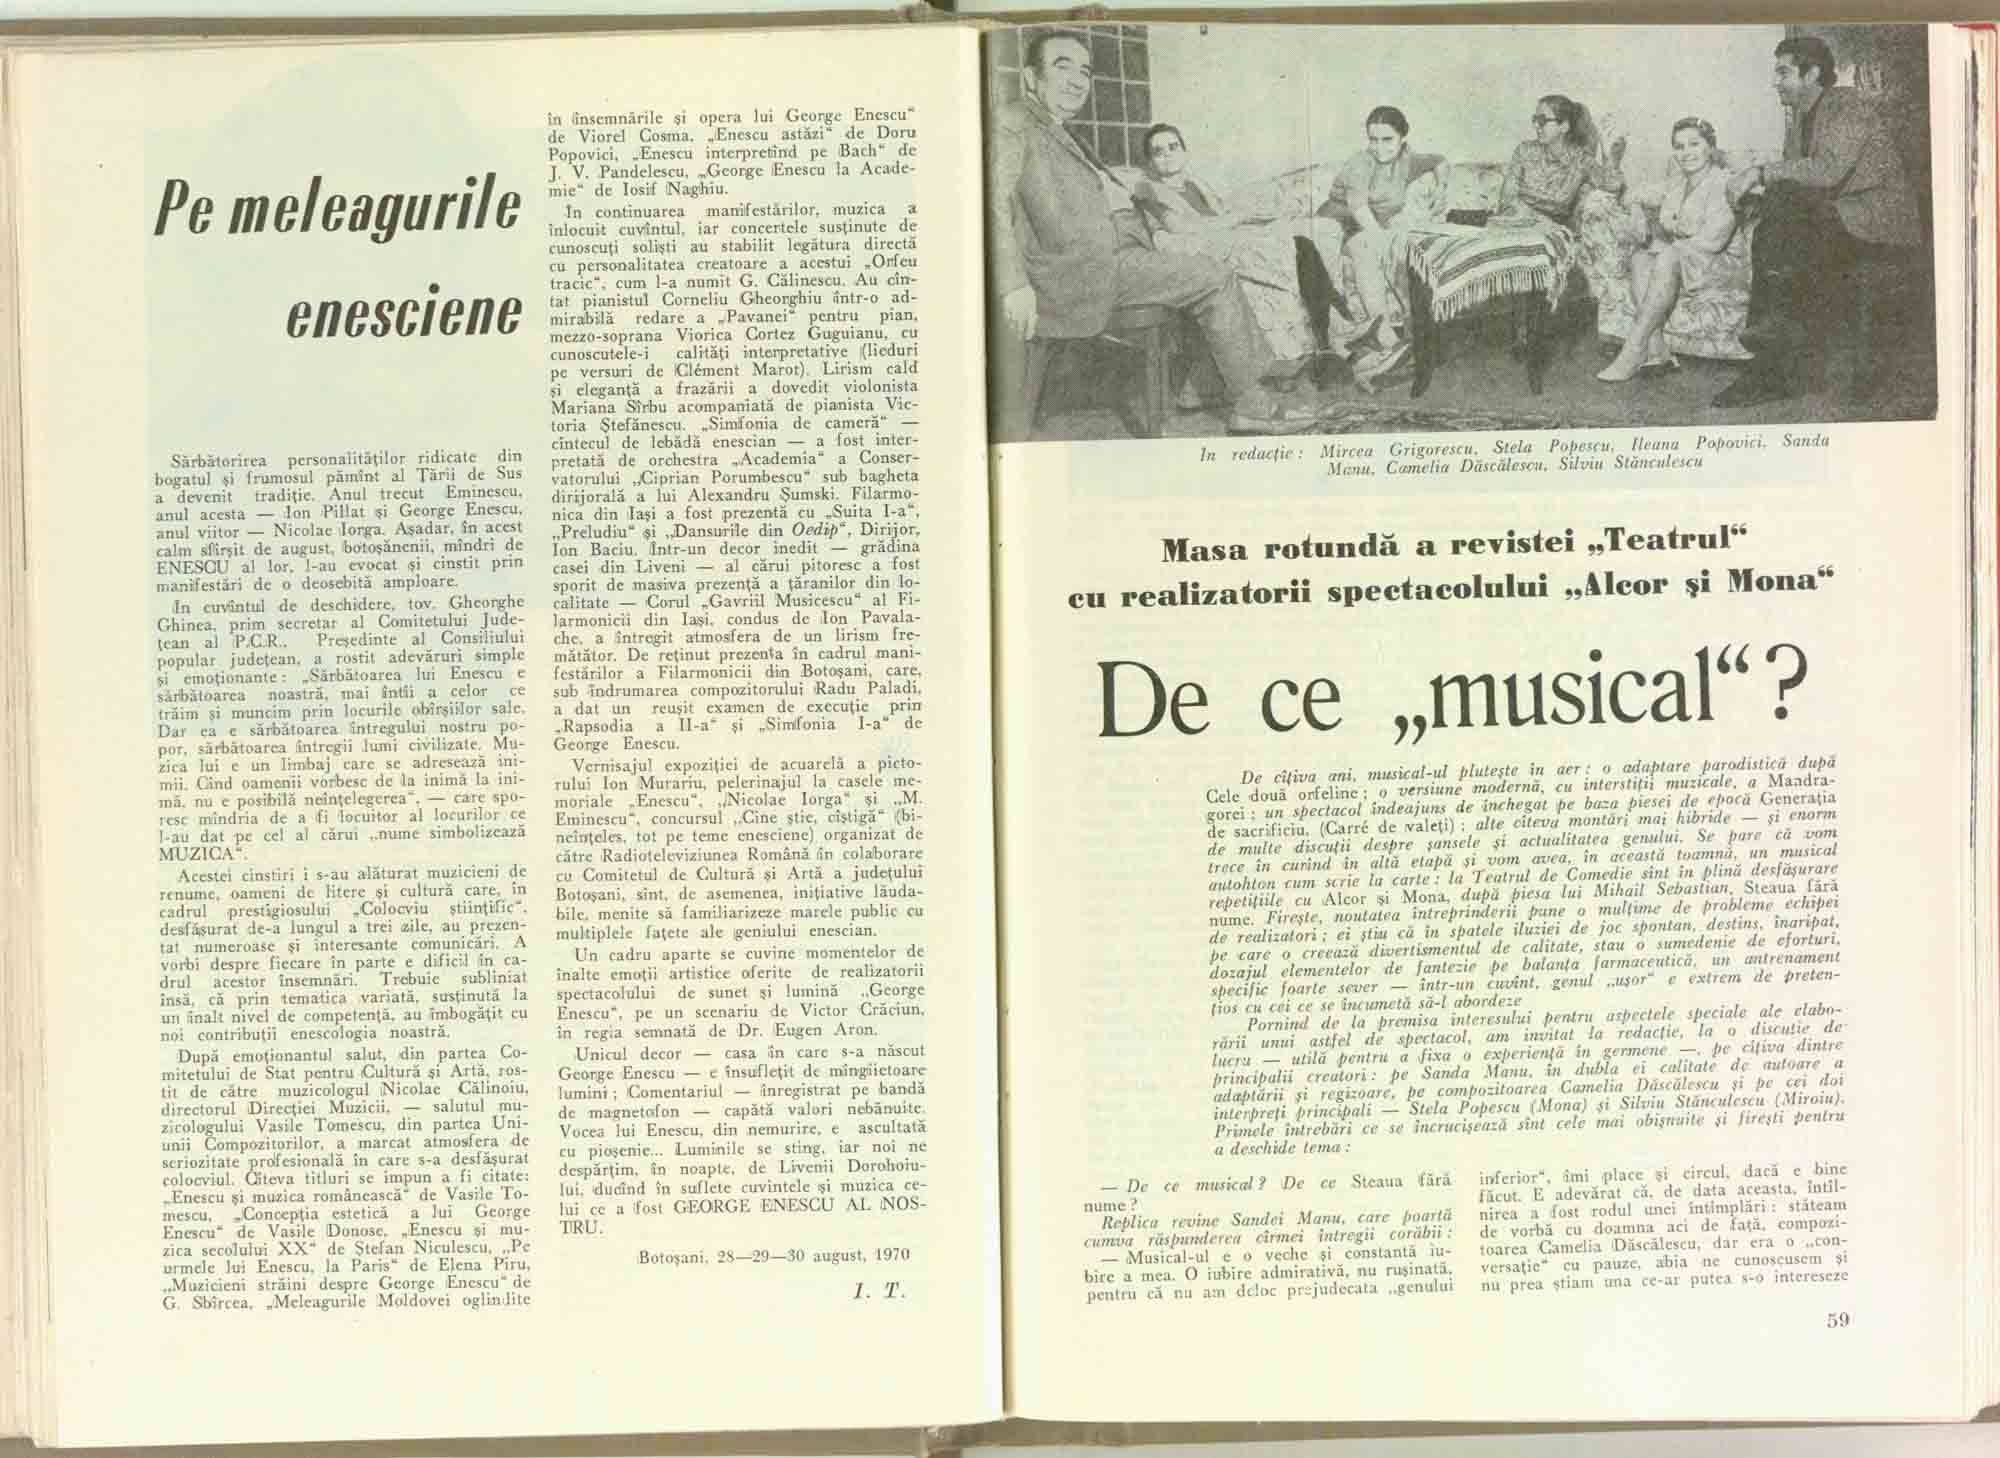 Pe meleagurile
enesciene
Sărbătorirea personalităților ridicate din
bogatul și frumosul pămînt al Țării de Sus
a devenit tradiție. Anul trecut Eminescu,
anul acesta — Ion Pillat și George Enescu,
anul viitor — Nicolae Iorga. Așadar, în acest
calm sfîrșit de august, botoșănenii, mîndri de
ENESCU al lor, l-au evocat și cinstit prin
manifestări de o deosebită amploare.
In cuvîntul de deschidere, tov. Gheorghe
Ghinea, prim secretar al Comitetului Jude-
țean al P.C.R., Președinte al Consiliului
popular județean, a rostit adevăruri simple
și emoționante : „Sărbătoarea lui Enescu e
sărbătoarea noastră, mai întîi a celor ce
trăim și muncim prin locurile obîrșiilor sale.
Dar ea e sărbătoarea întregului nostru po-
por, sărbătoarea întregii lumi civilizate. Mu-
zica lui e un limbaj care se adresează ini-
mii. Cînd oamenii vorbesc de la inimă la ini-
mă, nu e posibilă neînțelegerea“, — care spo-
resc mîndria de a fi locuitor al locurilor ce
l-au dat pe cel al cărui „nume simbolizează
MUZICA“.
Acestei cinstiri i s-au alăturat muzicieni de
renume, oameni de litere și cultură care, în
cadrul prestigiosului „Colocviu științific“,
desfășurat de-a lungul a trei zile, au prezen-
tat numeroase și interesante comunicări. A
vorbi despre fiecare în parte e dificil în ca-
drul acestor însemnări. Trebuie subliniat
însă, că prin tematica variată, susținută la
un înalt nivel de competență, au îmbogățit cu
noi contribuții enescologia noastră.
După emoționantul salut, din partea Co-
mitetului de Stat pentru Cultură și Artă, ros-
tit de către muzicologul Nicolae Călinoiu,
directorul Direcției Muzicii, — salutul mu-
zicologului Vasile Tomescu, din partea Uni-
unii Compozitorilor, a marcat atmosfera de
scriozitate profesională în care s-a desfășurat
colocviul. Cîteva titluri se impun a fi citate:
„Enescu și muzica românească“ de Vasile To-
mescu, „Concepția estetică a lui George
Enescu“ de Vasile Donose, „Enescu și mu-
zica secolului XX“ de Ștefan Niculescu, „Pe
urmele lui Enescu, la Paris“ de Elena Piru,
„Muzicieni străini despre George Enescu“ de
G. Sbîrcea, „Meleagurile Moldovei oglindite
în însemnările și opera lui George Enescu“
de Viorel Cosma, „Enescu astăzi“ de Doru
Popovici, „Enescu interpretînd pe Bach“ de
J. V. Pandelescu, „George Enescu la Acade-
mie“ de Iosif Naghiu.
In continuarea manifestărilor, muzica a
înlocuit cuvîntul, iar concertele susținute de
cunoscuți soliști au stabilit legătura directă
cu personalitatea creatoare a acestui „Orfeu
tracic“, cum l-a numit G. Călinescu. Au cîn-
tat pianistul Corneliu Gheorghiu într-o ad-
mirabilă redare a „Pavanei“ pentru pian,
mezzo-soprana Viorica Cortez Guguianu, cu
cunoscutele-i calități interpretative (lieduri
pe versuri de Clément Marot). Lirism cald
și eleganță a frazării a dovedit violonista
Mariana Sîrbu acompaniată de pianista Vic-
toria Ștefănescu. „Simfonia de cameră“ —
cîntecul de lebădă enescian — a fost inter-
pretată de orchestra „Academia“ a Conser-
vatorului „Ciprian Porumbescu“ sub bagheta
dirijorală a lui Alexandru Șumski. Filarmo-
nica din Iași a fost prezentă cu „Suita I-a“,
„Preludiu“ și „Dansurile din Oedip“, Dirijor,
Ion Baciu. Într-un decor inedit — grădina
casei din Liveni — al cărui pitoresc a fost
sporit de masiva prezență a țăranilor din lo-
calitate — Corul „Gavriil Musicescu“ al Fi-
larmonicii din Iași, condus de Ion Pavala-
che, a întregit atmosfera de un lirism fre-
mătător. De reținut prezența în cadrul mani-
festărilor a Filarmonicii din Botoșani, care,
sub îndrumarea compozitorului Radu Paladi,
a dat un reușit examen de execuție prin
„Rapsodia a II-a“ și „Simfonia I-a“ de
George Enescu.
Vernisajul expoziției de acuarelă a picto-
rului Ion Murariu, pelerinajul la casele me-
moriale „Enescu“, „Nicolae Iorga“ și „M.
Eminescu“, concursul „Cine știe, cîștigă“ (bi-
neînțeles, tot pe teme enesciene) organizat de
către Radioteleviziunea Română în colaborare
cu Comitetul de Cultură și Artă a județului
Botoșani, sînt, de asemenea, inițiative lăuda-
bile, menite să familiarizeze marele public cu
multiplele fațete ale geniului enescian.
Un cadru aparte se cuvine momentelor de
înalte emoții artistice oferite de realizatorii
spectacolului de sunet și lumină „George
Enescu“, pe un scenariu de Victor Crăciun,
în regia semnată de Dr. Eugen Aron.
Unicul decor — casa în care s-a născut
George Enescu — e însuflețit de mîngîietoare
lumini ; Comentariul — înregistrat pe bandă
de magnetofon — capătă valori nebănuite.
Vocea lui Enescu, din nemurire, e ascultată
cu pioșenie... Luminile se sting, iar noi ne
despărțim, în noapte, de Livenii Dorohoiu-
lui, ducînd în suflete cuvintele și muzica ce-
lui ce a fost GEORGE ENESCU AL NOS-
TRU.
Botoșani, 28—29—30 august, 1970
I. T.
In redacție : Mircea Grigorescu, Stela Popescu, Ileana Popovici, Sanda
Manu, Camelia Dăscălescu, Silviu Stănculescu
Masa rotundă a revistei „Teatrul“
cu realizatorii spectacolului „Alcor și Mona“
De ce „musical“ ?
De cîțiva ani, musical-ul plutește în aer : o adaptare parodistică după
Cele două orfeline ; o versiune modernă, cu interstiții muzicale, a Mandra-
gorei ; un spectacol îndeajuns de închegat pe baza piesei de epocă Generația
de sacrificiu, (Carré de valeți) ; alte cîteva montări mai hibride — și enorm
de multe discuții despre șansele și actualitatea genului. Se pare că vom
trece în curînd în altă etapă și vom avea, în această toamnă, un musical
autohton cum scrie la carte : la Teatrul de Comedie sînt în plină desfășurare
repetițiile cu Alcor și Mona, după piesa lui Mihail Sebastian, Steaua fără
nume. Firește, noutatea întreprinderii pune o mulțime de probleme echipei
de realizatori ; ei știu că în spatele iluziei de joc spontan, destins, înaripat,
pe care o creează divertismentul de calitate, stau o sumedenie de eforturi,
dozajul elementelor de fantezie pe balanța farmaceutică, un antrenament
specific foarte sever — într-un cuvînt, genul „ușor“ e extrem de preten-
țios cu cei ce se încumetă să-l abordeze
Pornind de la premisa interesului pentru aspectele speciale ale elabo-
rării unui astfel de spectacol, am invitat la redacție, la o discuție de
lucru — utilă pentru a fixa o experiență în germene —, pe cîțiva dintre
principalii creatori : pe Sanda Manu, în dubla ei calitate de autoare a
adaptării și regizoare, pe compozitoarea Camelia Dăscălescu și pe cei doi
interpreți principali — Stela Popescu (Mona) și Silviu Stănculescu (Miroiu).
Primele întrebări ce se încrucișează sînt cele mai obișnuite și firești pentru
a deschide tema :
— De ce musical ? De ce Steaua fără
nume ?
Replica revine Sandei Manu, care poartă
cumva răspunderea cîrmei întregii corăbii :
— Musical-ul e o veche și constantă iu-
bire a mea. O iubire admirativă, nu rușinată,
pentru că nu am deloc prejudecata „genului
inferior“, îmi place și circul, dacă e bine
făcut. E adevărat că, de data aceasta, întîl-
nirea a fost rodul unei întîmplări : stăteam
de vorbă cu doamna aci de față, compozi-
toarea Camelia Dăscălescu, dar era o „con-
versație“ cu pauze, abia ne cunoscusem și
nu prea știam una ce-ar putea s-o intereseze
59